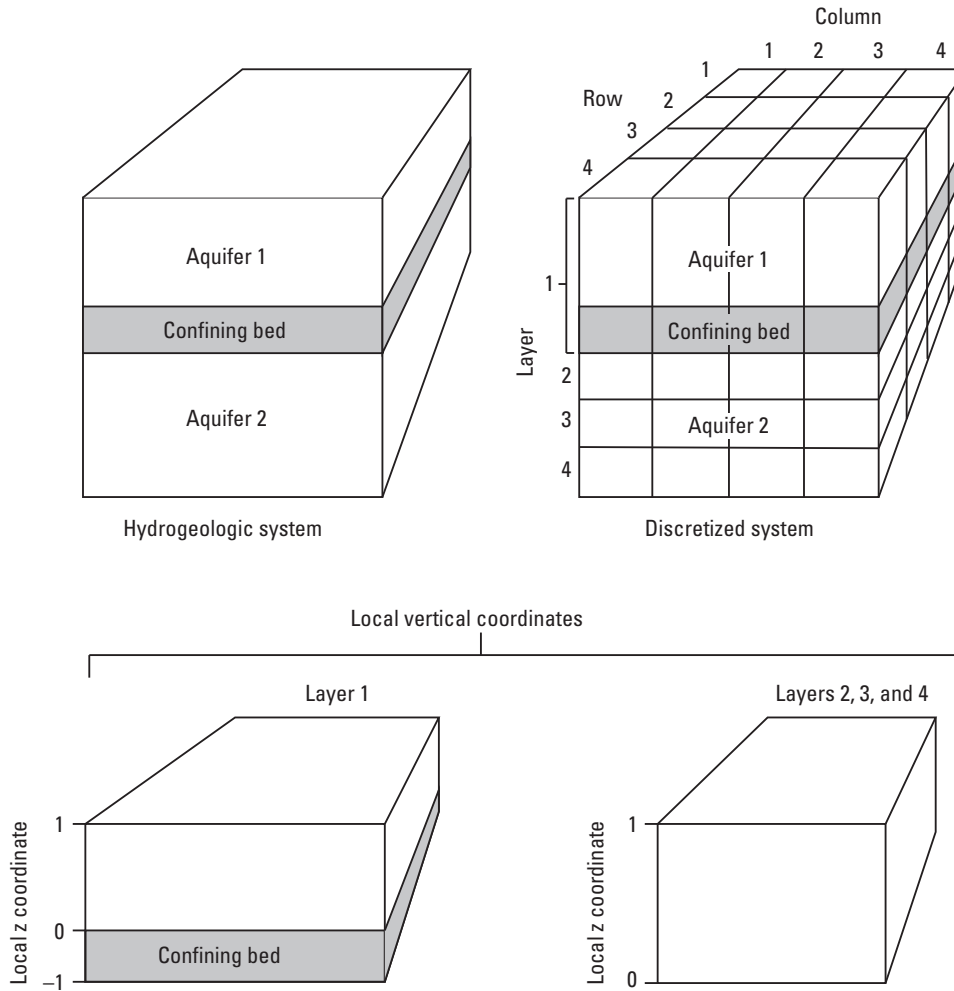 Column
1 2 3 4
Row
1
2
3
4
Aquifer 1
Confining bed
Aquifer 2
Hydrogeologic system
Layer
1
2
3
4
Aquifer 1
Confining bed
Aquifer 2
Discretized system
Local vertical coordinates
Layer 1
Local z coordinate
1
0
–1
Confining bed
Layers 2, 3, and 4
Local z coordinate
1
0